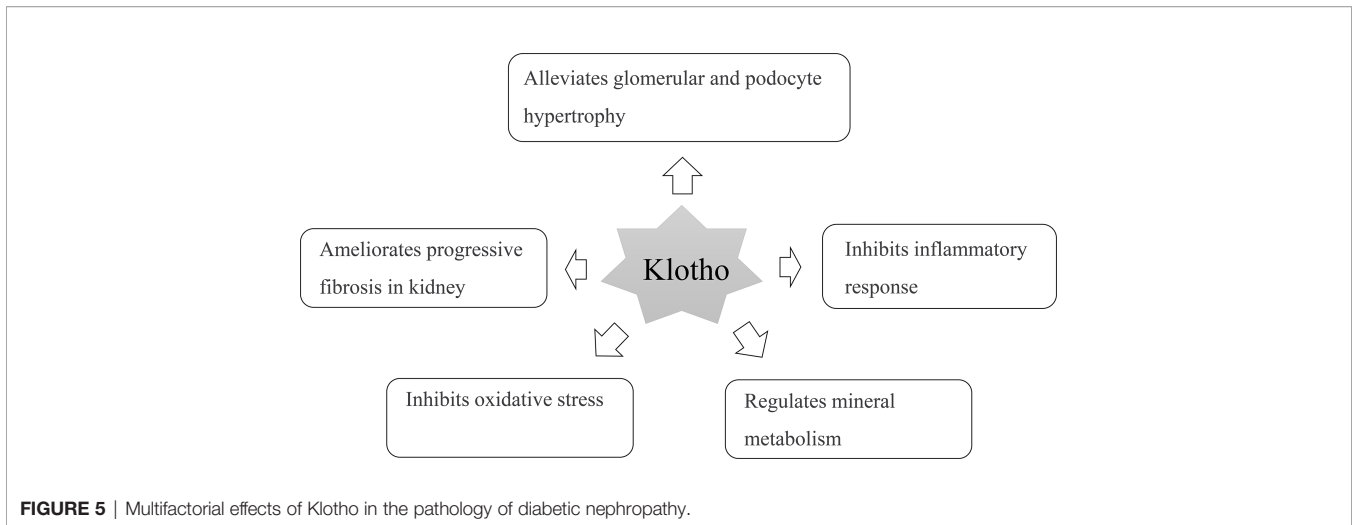 Alleviates glomerular and podocyte
hypertrophy
Ameliorates progressive
fibrosis in kidney
Klotho
Inhibits inflammatory
response
Inhibits oxidative stress
Regulates mineral
metabolism
FIGURE 5 | Multifactorial effects of Klotho in the pathology of diabetic nephropathy.